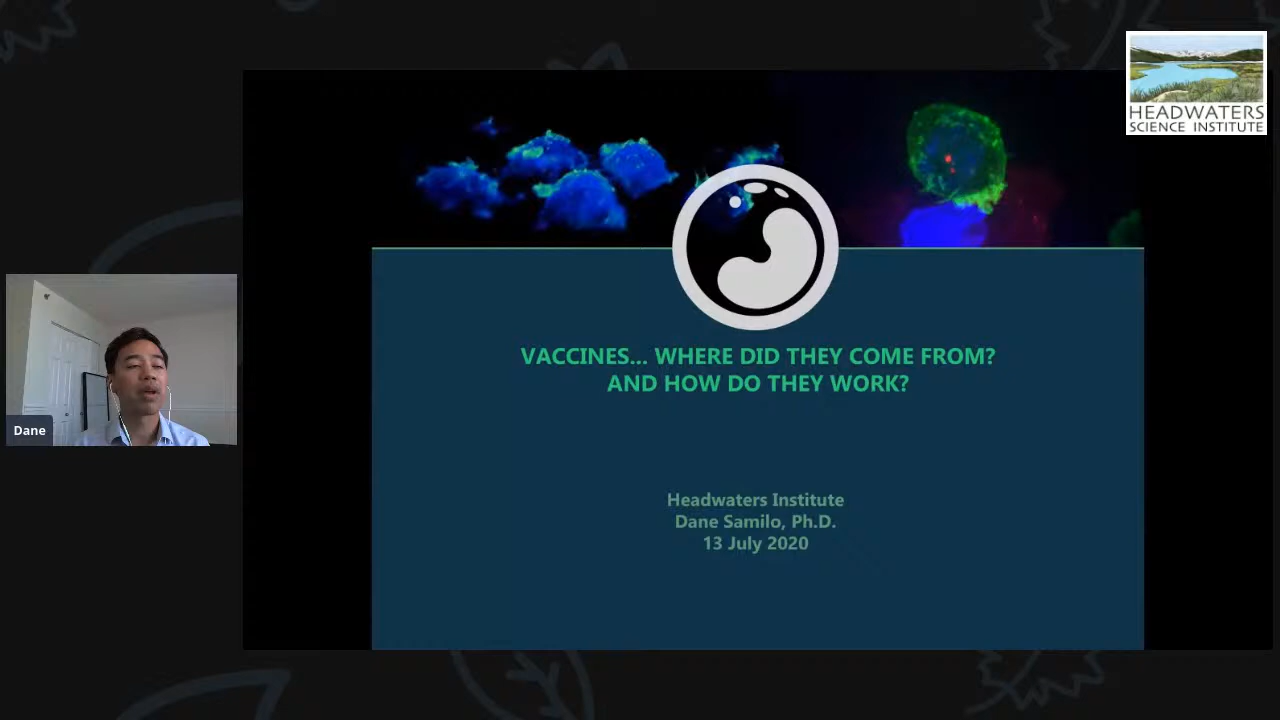 HEADWATERS
SCIENCE INSTITUTE
VACCINES... WHERE DID THEY COME FROM?
AND HOW DO THEY WORK?
Dane
Headwaters Institute
Dane Samilo, Ph.D.
13 July 2020